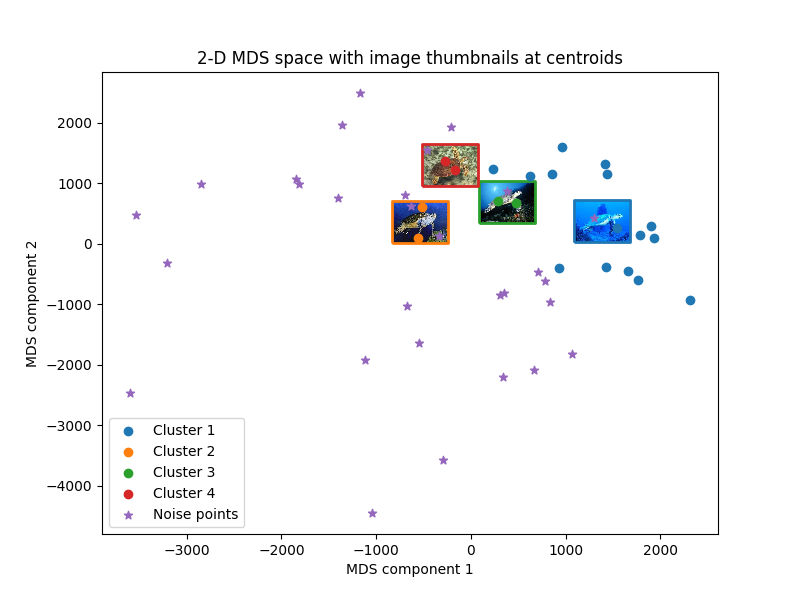 2-D MDS space with image thumbnails at centroids
MDS component 2
2000
1000
0
−1000
−2000
−3000
−4000
Cluster 1
Cluster 2
Cluster 3
Cluster 4
Noise points
−3000 −2000 −1000 0 1000 2000
MDS component 1